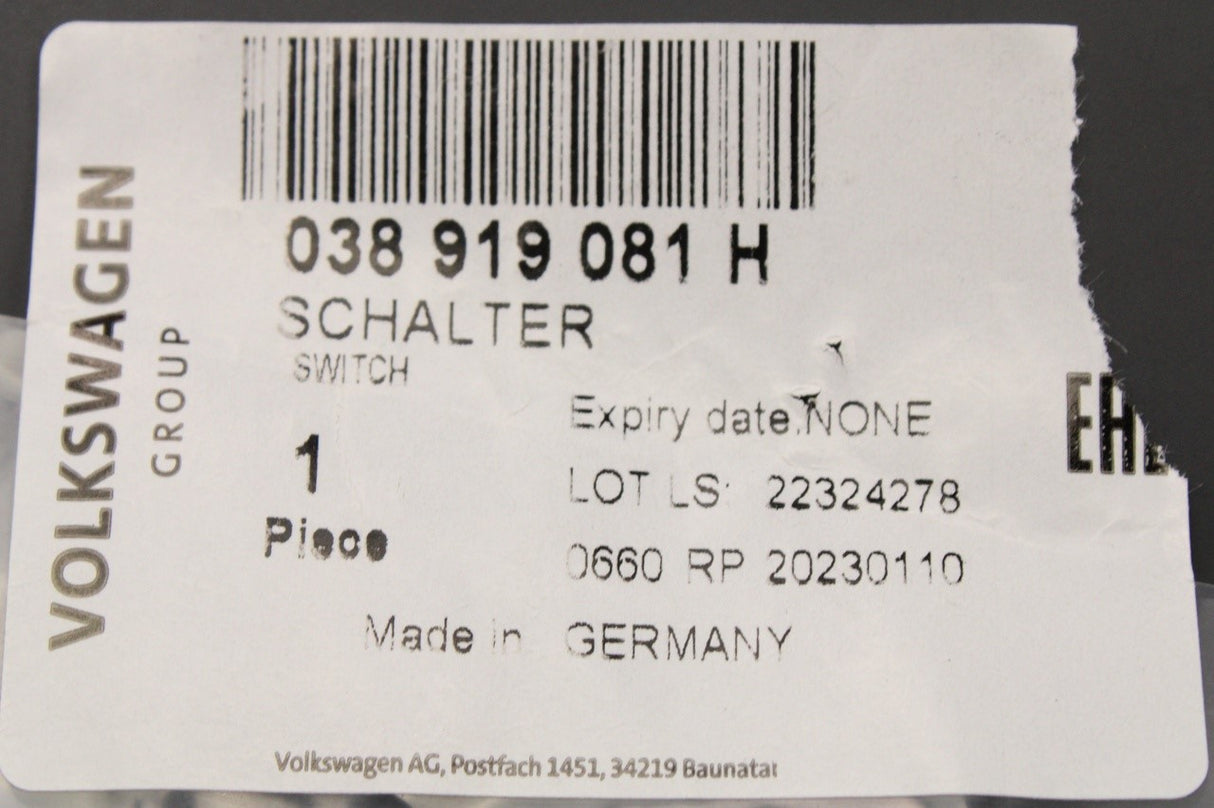 VOLKSWAGEN
GROUP
038 919 081 H
SCHALTER
SWITCH
1
Piece
Expiry date:NONE
LOT LS: 22324278
0660 RP 20230110
Made in GERMANY
Volkswagen AG, Postfach 1451, 34219 Baunatal